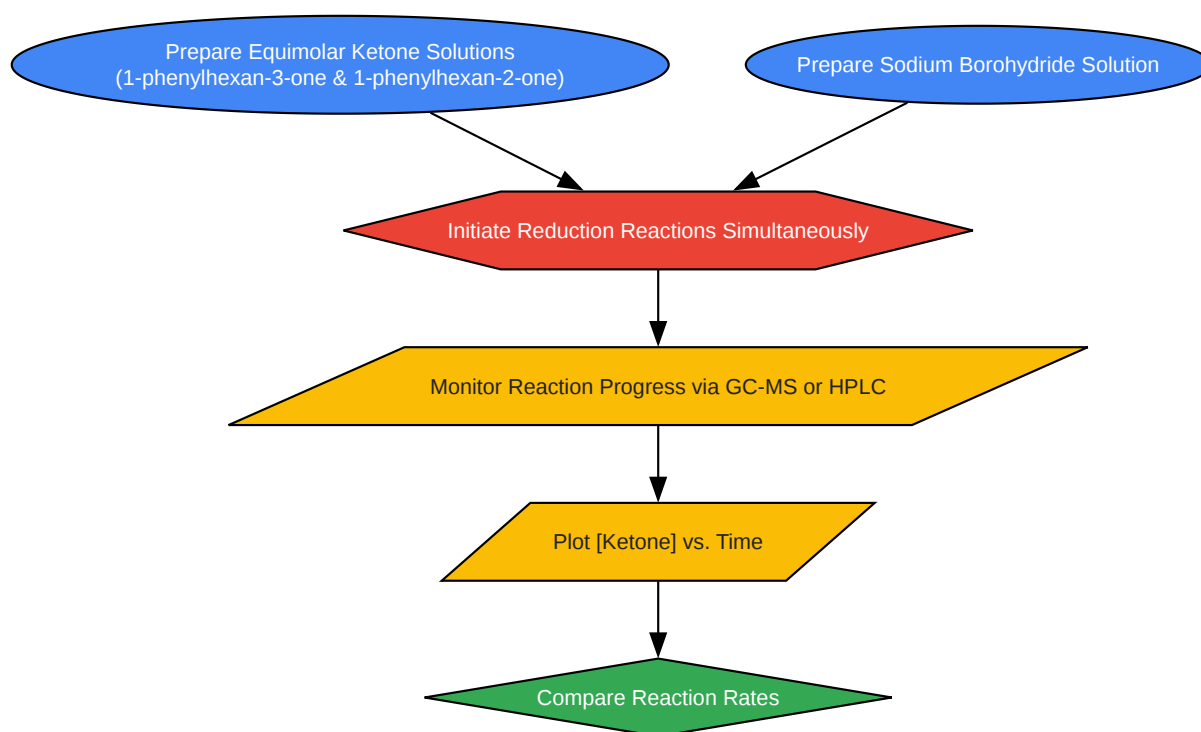 Prepare Equimolar Ketone Solutions
(1-phenylhexan-3-one & 1-phenylhexan-2-one)
Prepare Sodium Borohydride Solution
Initiate Reduction Reactions Simultaneously
Monitor Reaction Progress via GC-MS or HPLC
Plot [Ketone] vs. Time
Compare Reaction Rates